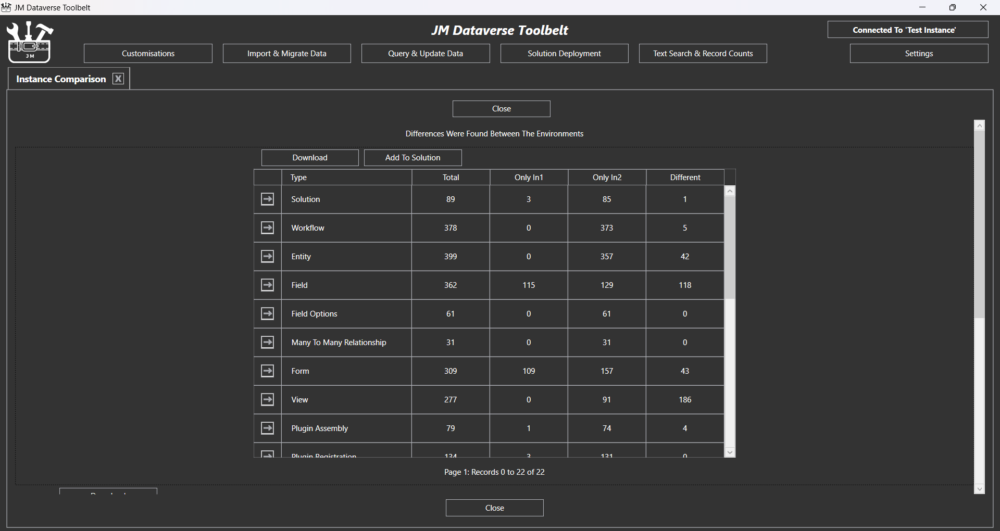 JM Dataverse Toolbelt
JM
JM Dataverse Toolbelt
Connected To 'Test Instance'
Customisations
Import & Migrate Data
Query & Update Data
Solution Deployment
Text Search & Record Counts
Settings
Instance Comparison X
Close
Differences Were Found Between The Environments
Download Add To Solution
Type Total Only In1 Only In2 Different
Solution 89 3 85 1
Workflow 378 0 373 5
Entity 399 0 357 42
Field 362 115 129 118
Field Options 61 0 61 0
Many To Many Relationship 31 0 31 0
Form 309 109 157 43
View 277 0 91 186
Plugin Assembly 79 1 74 4
Plugin Registration 134 3 131 0
Page 1: Records 0 to 22 of 22
Close